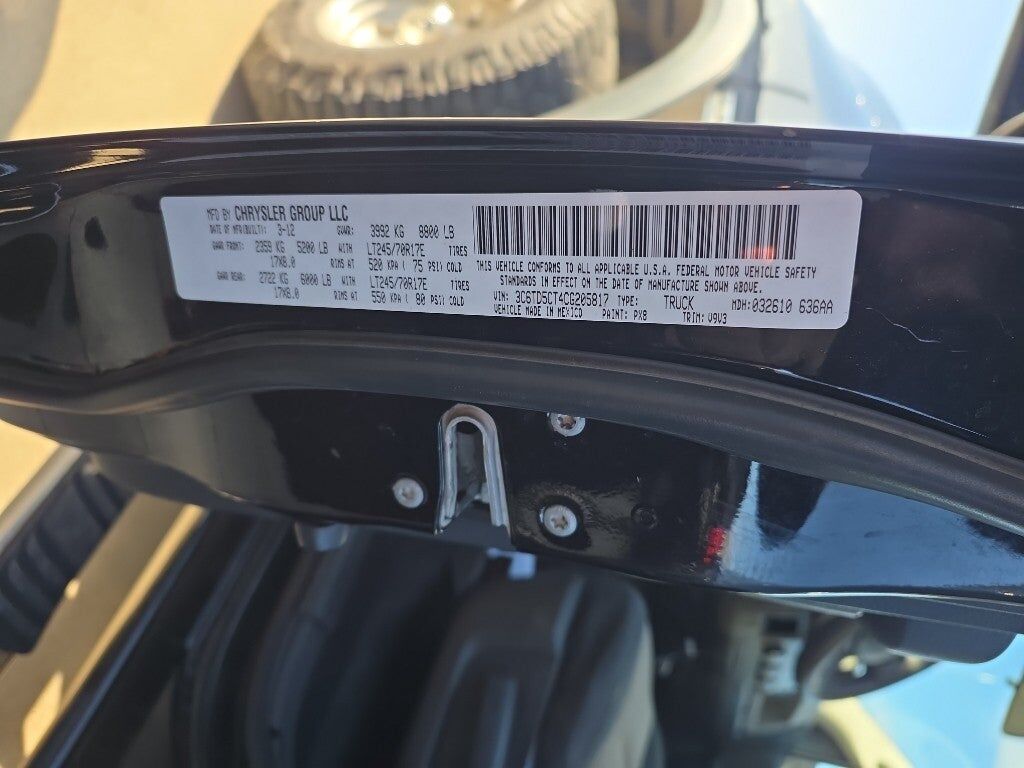 MFD BY CHRYSLER GROUP LLC
DATE OF MFD(BUILT): 3-12 GVWR: 3992 KG 8800 LB
GAWR FRONT: 2359 KG 5200 LB WITH LT245/70R17E TIRES
17X8.0 RIMS AT 520 KPA ( 75 PSI) COLD
GAWR REAR: 2722 KG 6000 LB WITH LT245/70R17E TIRES
17X8.0 RIMS AT 550 KPA ( 80 PSI) COLD
THIS VEHICLE CONFORMS TO ALL APPLICABLE U.S.A. FEDERAL MOTOR VEHICLE SAFETY
STANDARDS IN EFFECT ON THE DATE OF MANUFACTURE SHOWN ABOVE.
VIN: 3C6TD5CT4CG205817 TYPE: TRUCK MDH:032610 636AA
VEHICLE MADE IN MEXICO PAINT: PX8 TRIM: V9V3